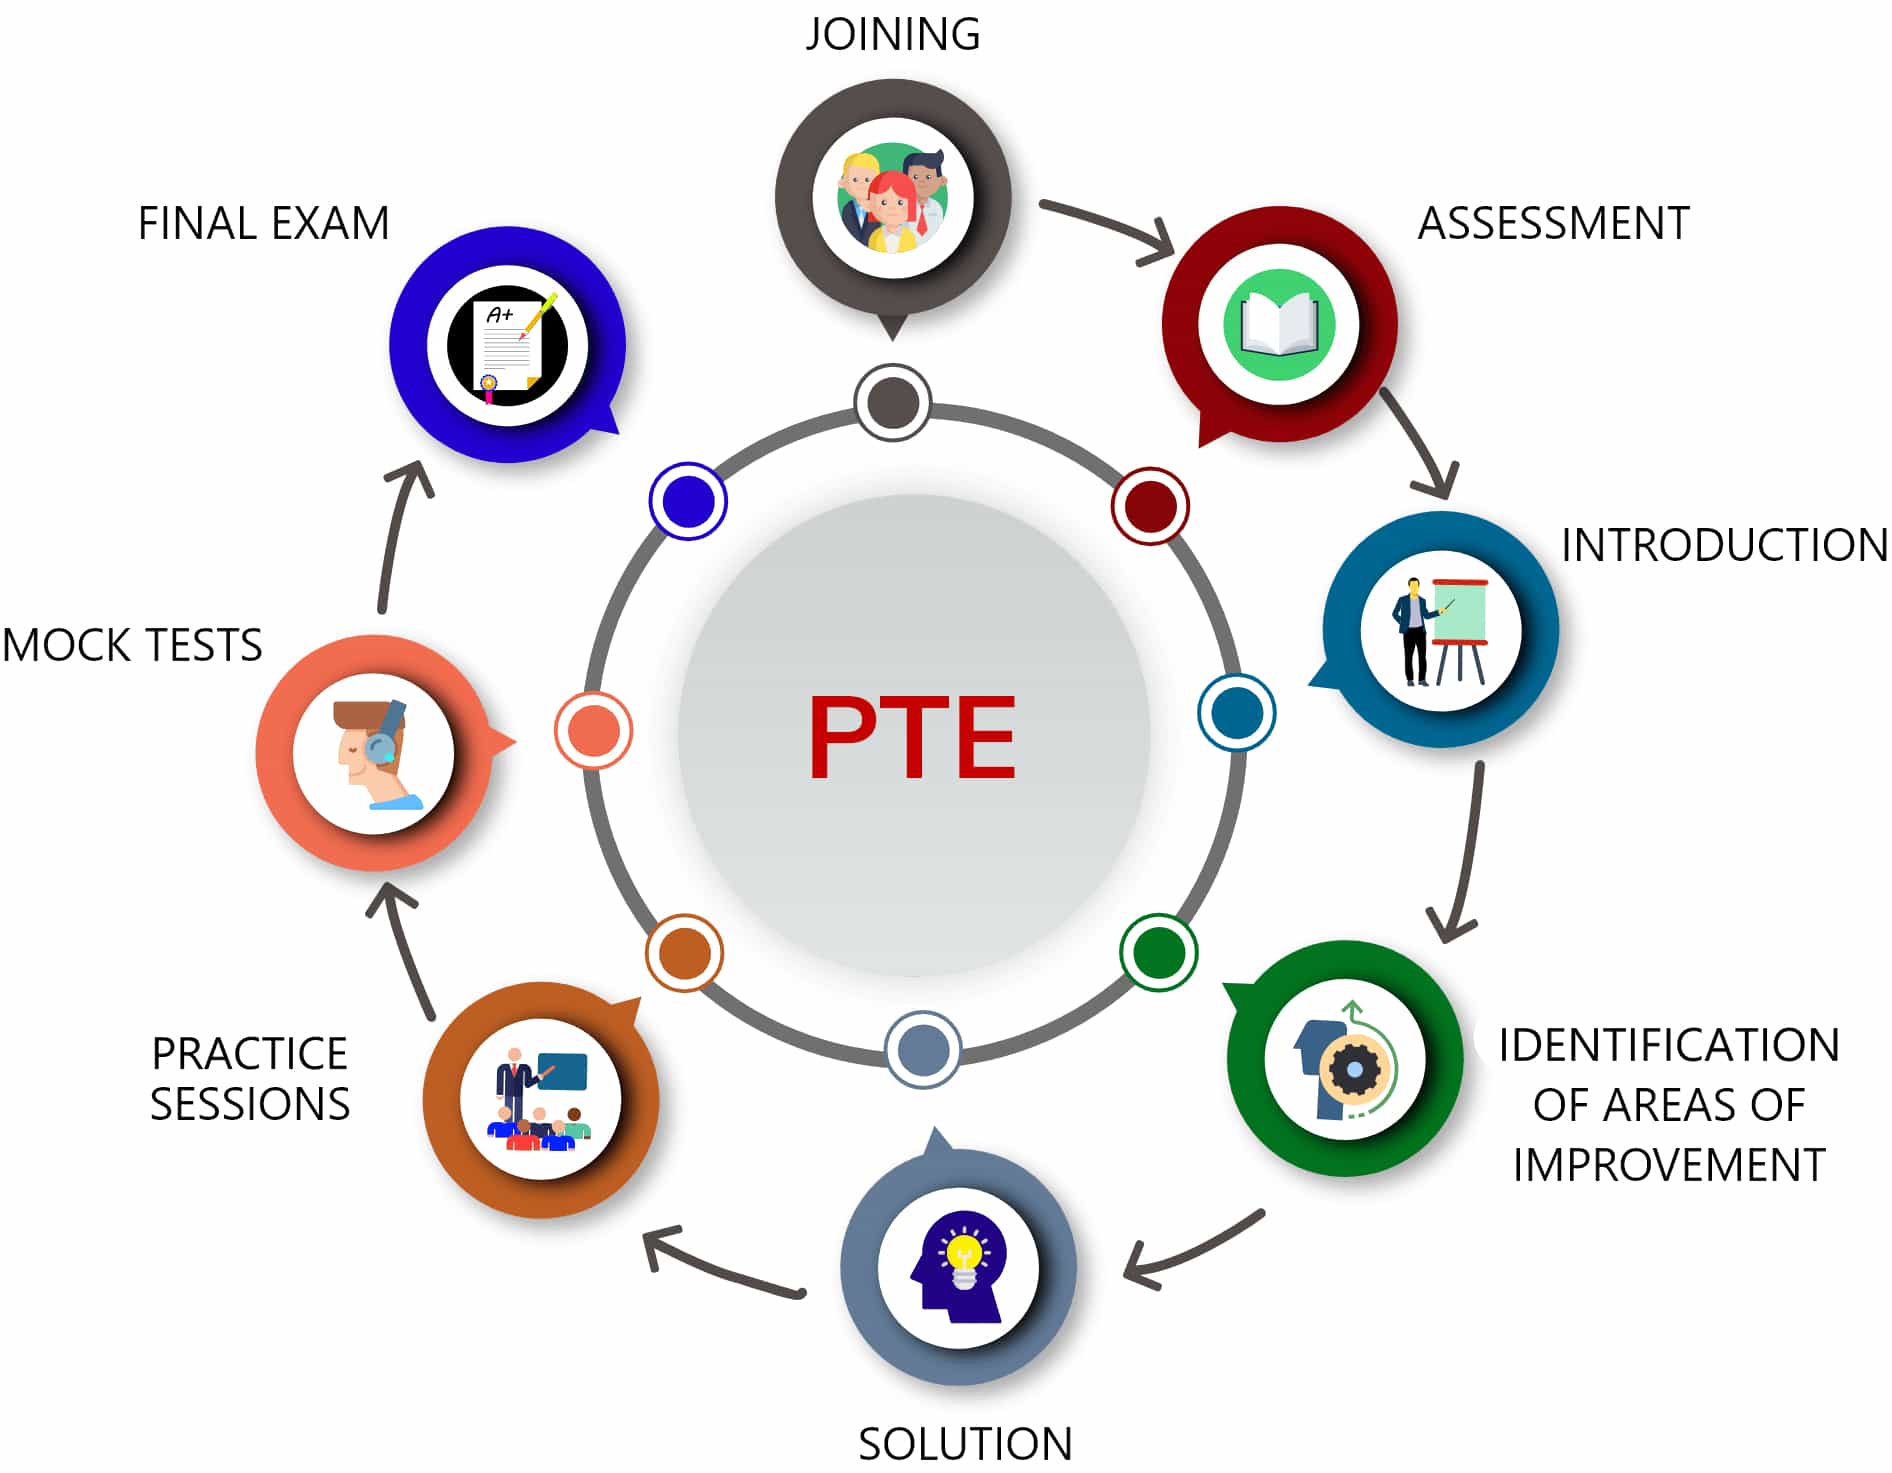 JOINING
ASSESSMENT
INTRODUCTION
IDENTIFICATION
OF AREAS OF
IMPROVEMENT
SOLUTION
PRACTICE
SESSIONS
MOCK TESTS
FINAL EXAM
A+
PTE